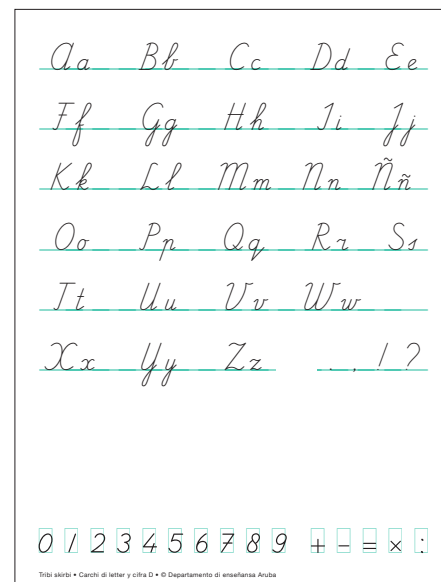 Aa Bb Cc Dd Ee
Ff Gg Hh Ii Jj
Kk Ll Mm Nn Ññ
Oo Pp Qq Rr Ss
Tt Uu Vv Ww
Xx Yy Zz . , ! ?
0 1 2 3 4 5 6 7 8 9 + - = × :
Tribi skirbi • Carchi di letter y cifra D • © Departamento di enseñansa Aruba